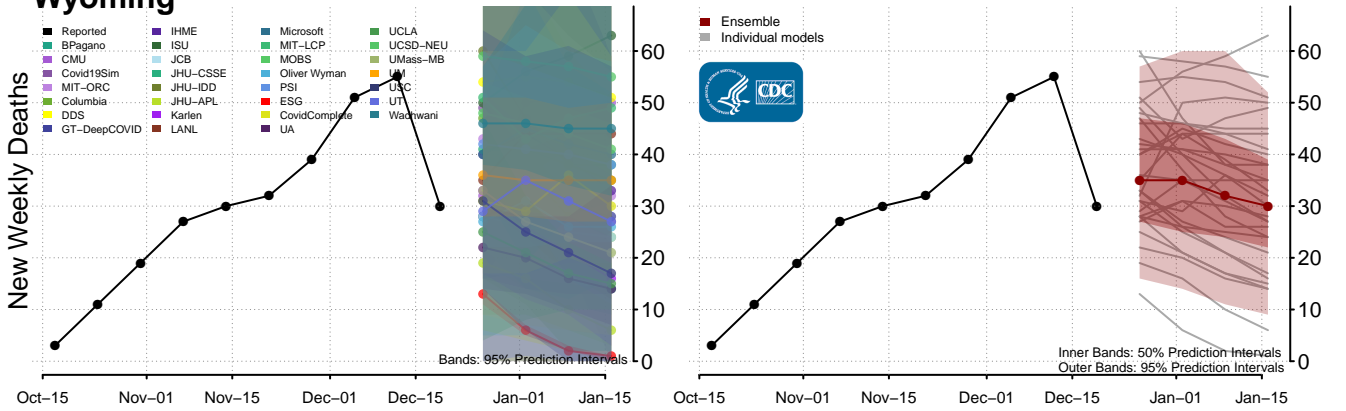 Wyoming
New Weekly Deaths
Reported
BPagano
CMU
Covid19Sim
MIT−ORC
Columbia
DDS
GT−DeepCOVID
IHME
ISU
JCB
JHU−CSSE
JHU−IDD
JHU−APL
Karlen
LANL
Microsoft
MIT−LCP
MOBS
Oliver Wyman
PSI
ESG
CovidComplete
UA
UCLA
UCSD−NEU
UMass−MB
UM
USC
UT
Wadhwani
60
50
40
30
20
10
0
Bands: 95% Prediction Intervals
Oct−15 Nov−01 Nov−15 Dec−01 Dec−15 Jan−01 Jan−15
Ensemble
Individual models
CDC
60
50
40
30
20
10
0
Inner Bands: 50% Prediction Intervals
Outer Bands: 95% Prediction Intervals
Oct−15 Nov−01 Nov−15 Dec−01 Dec−15 Jan−01 Jan−15